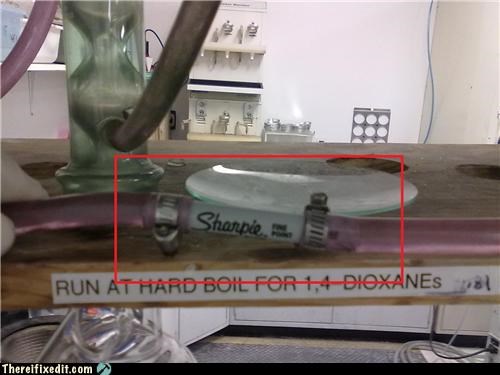 Sharpie FINE
POINT
RUN AT HARD BOIL FOR 1,4 DIOXANEs
Thereifixedit.com